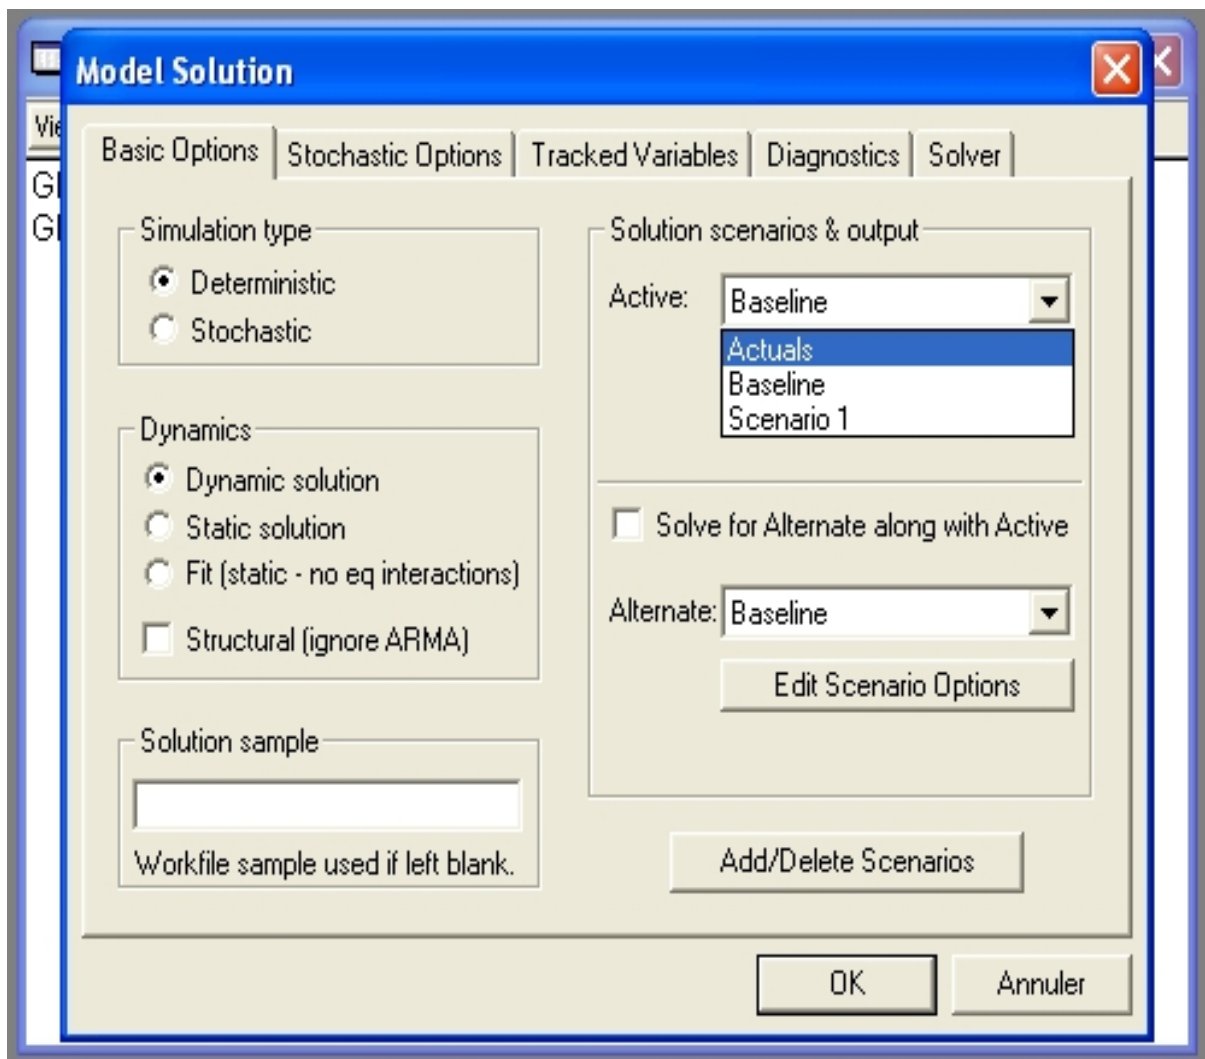 Model Solution
Vie
Basic Options
Stochastic Options
Tracked Variables
Diagnostics
Solver
Simulation type
Deterministic
Stochastic
Dynamics
Dynamic solution
Static solution
Fit (static - no eq interactions)
Structural (ignore ARMA)
Solution sample
Workfile sample used if left blank.
Solution scenarios & output
Active: Baseline
Actuals
Baseline
Scenario 1
Solve for Alternate along with Active
Alternate: Baseline
Edit Scenario Options
Add/Delete Scenarios
OK
Annuler